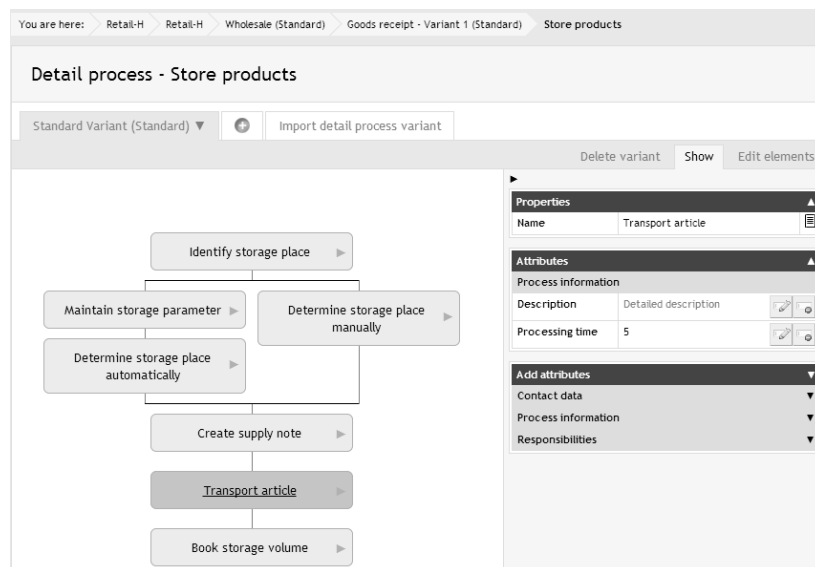 You are here: Retail-H Retail-H Wholesale (Standard) Goods receipt - Variant 1 (Standard) Store products
Detail process - Store products
Standard Variant (Standard) ▼ Import detail process variant
Delete variant Show Edit elements
Identify storage place
Maintain storage parameter
Determine storage place
manually
Determine storage place
automatically
Create supply note
Transport article
Book storage volume
Properties
Name Transport article
Attributes
Process information
Description Detailed description
Processing time 5
Add attributes
Contact data
Process information
Responsibilities